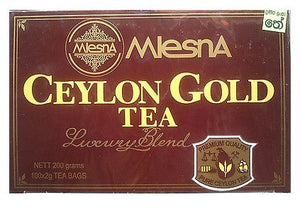 MlesnA
MlesnA
CEYLON GOLD
TEA
Luxury Blend
NETT 200 grams
100x2g TEA BAGS
PREMIUM QUALITY